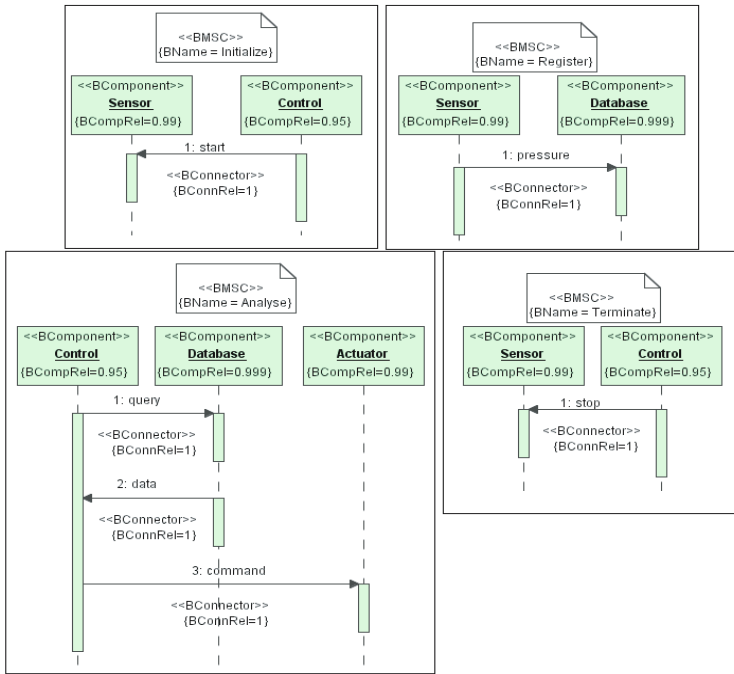 <<BMSC>>
{BName = Initialize}
<<BComponent>>
Sensor
{BCompRel=0.99}
<<BComponent>>
Control
{BCompRel=0.95}
1: start
<<BConnector>>
{BConnRel=1}
<<BMSC>>
{BName = Register}
<<BComponent>>
Sensor
{BCompRel=0.99}
<<BComponent>>
Database
{BCompRel=0.999}
1: pressure
<<BConnector>>
{BConnRel=1}
<<BMSC>>
{BName = Analyse}
<<BComponent>>
Control
{BCompRel=0.95}
<<BComponent>>
Database
{BCompRel=0.999}
<<BComponent>>
Actuator
{BCompRel=0.99}
1: query
<<BConnector>>
{BConnRel=1}
2: data
<<BConnector>>
{BConnRel=1}
3: command
<<BConnector>>
{BConnRel=1}
<<BMSC>>
{BName = Terminate}
<<BComponent>>
Sensor
{BCompRel=0.99}
<<BComponent>>
Control
{BCompRel=0.95}
1: stop
<<BConnector>>
{BConnRel=1}